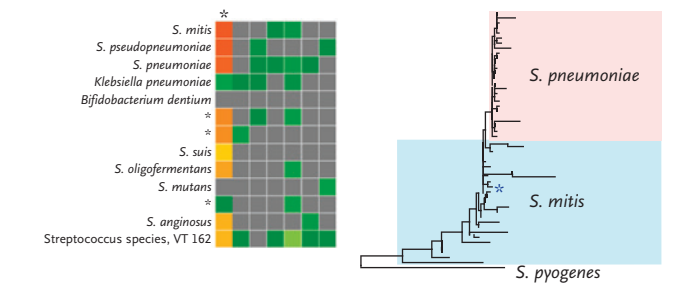 *
S. mitis
S. pseudopneumoniae
S. pneumoniae
Klebsiella pneumoniae
Bifidobacterium dentium
*
*
S. suis
S. oligofermentans
S. mutans
*
S. anginosus
Streptococcus species, VT 162
S. pneumoniae
*
S. mitis
S. pyogenes